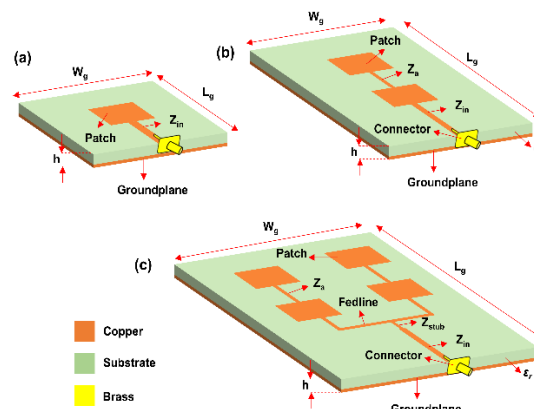 (a)
Wg
Lg
Zin
Patch
h
Groundplane
(b)
Wg
Patch
Lg
Za
Zin
Connector
h
Groundplane
(c)
Wg
Patch
Lg
Za
Fedline
Zstub
Zin
Connector
h
εr
Groundplane
Copper
Substrate
Brass